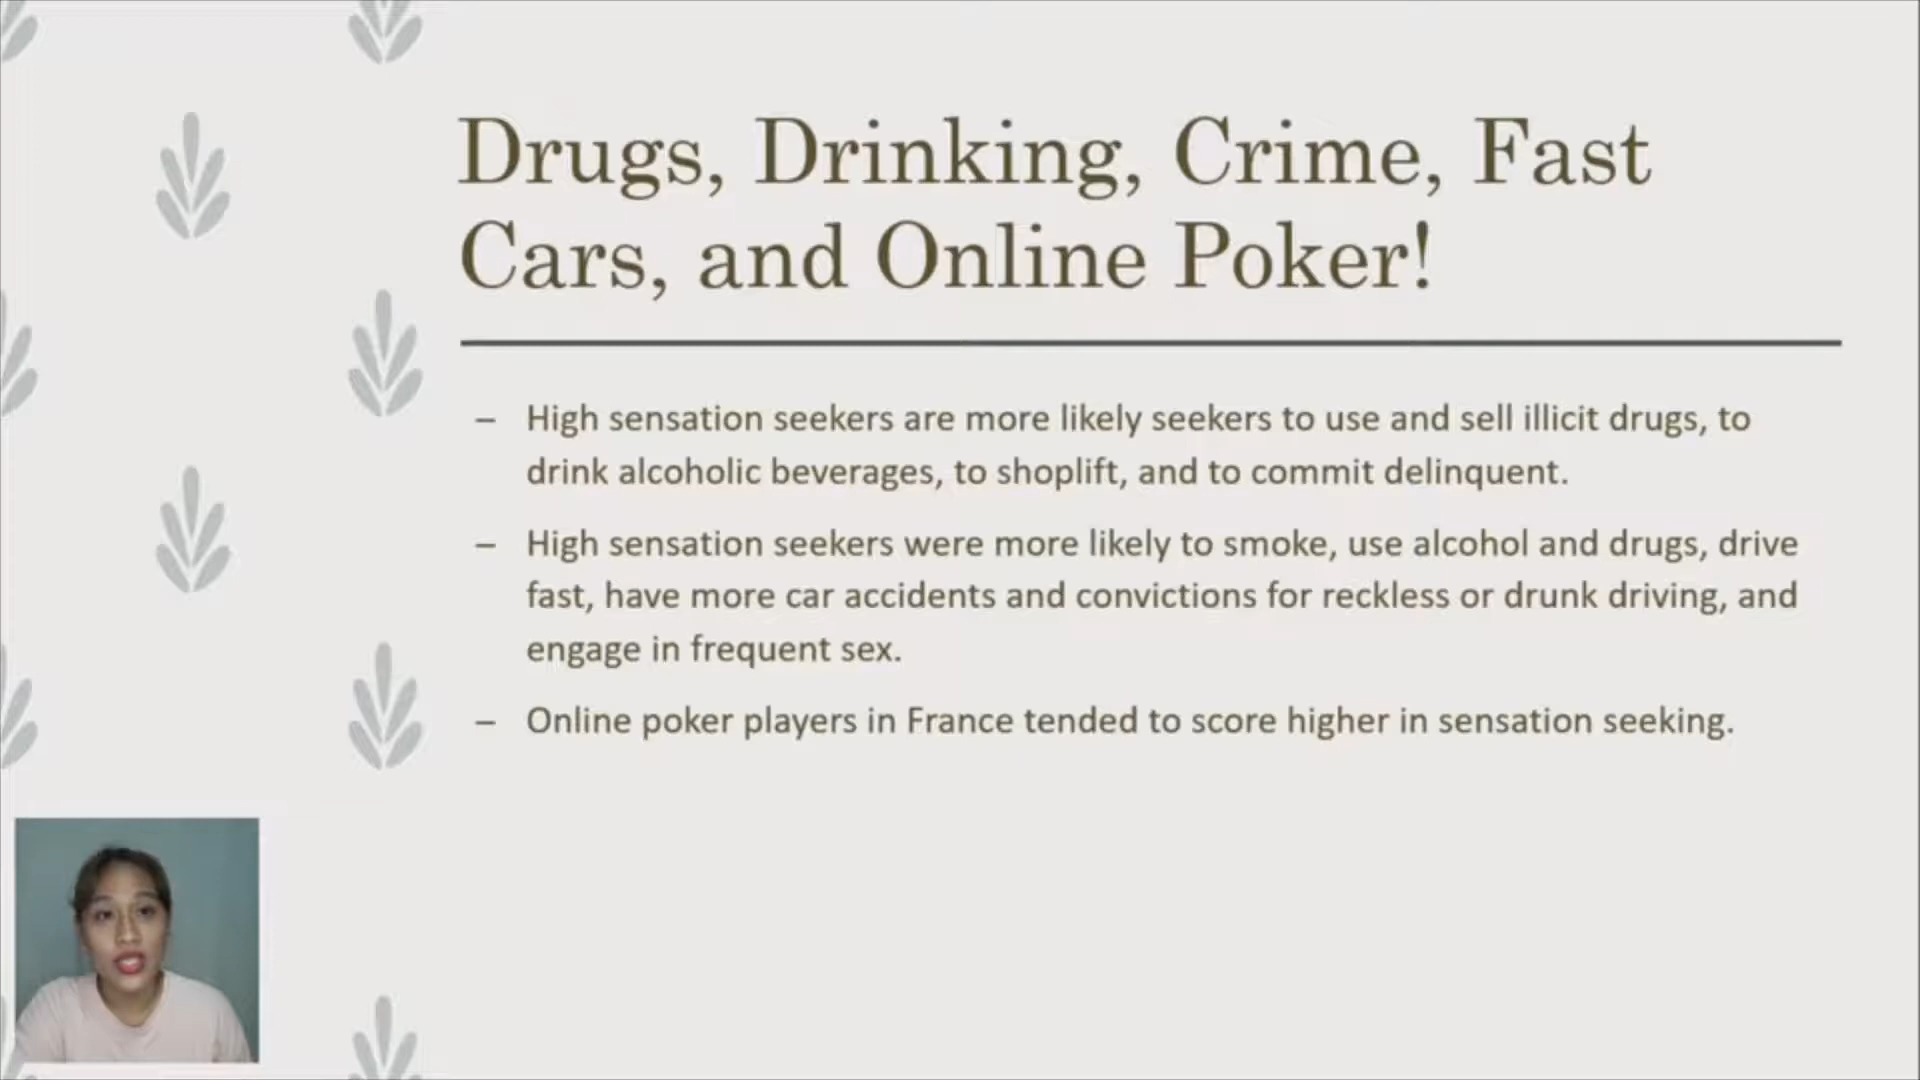 Drugs, Drinking, Crime, Fast
Cars, and Online Poker!
– High sensation seekers are more likely seekers to use and sell illicit drugs, to
drink alcoholic beverages, to shoplift, and to commit delinquent.
– High sensation seekers were more likely to smoke, use alcohol and drugs, drive
fast, have more car accidents and convictions for reckless or drunk driving, and
engage in frequent sex.
– Online poker players in France tended to score higher in sensation seeking.